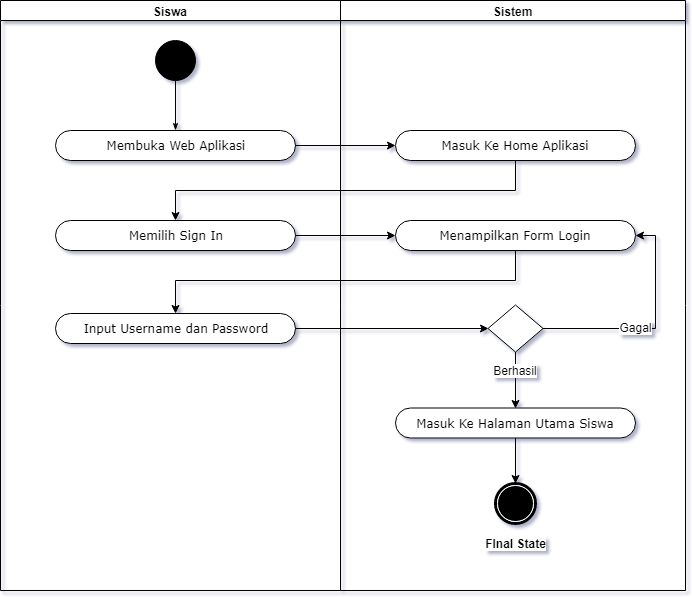 Siswa
Sistem
Membuka Web Aplikasi
Masuk Ke Home Aplikasi
Memilih Sign In
Menampilkan Form Login
Input Username dan Password
Gagal
Berhasil
Masuk Ke Halaman Utama Siswa
FInal State